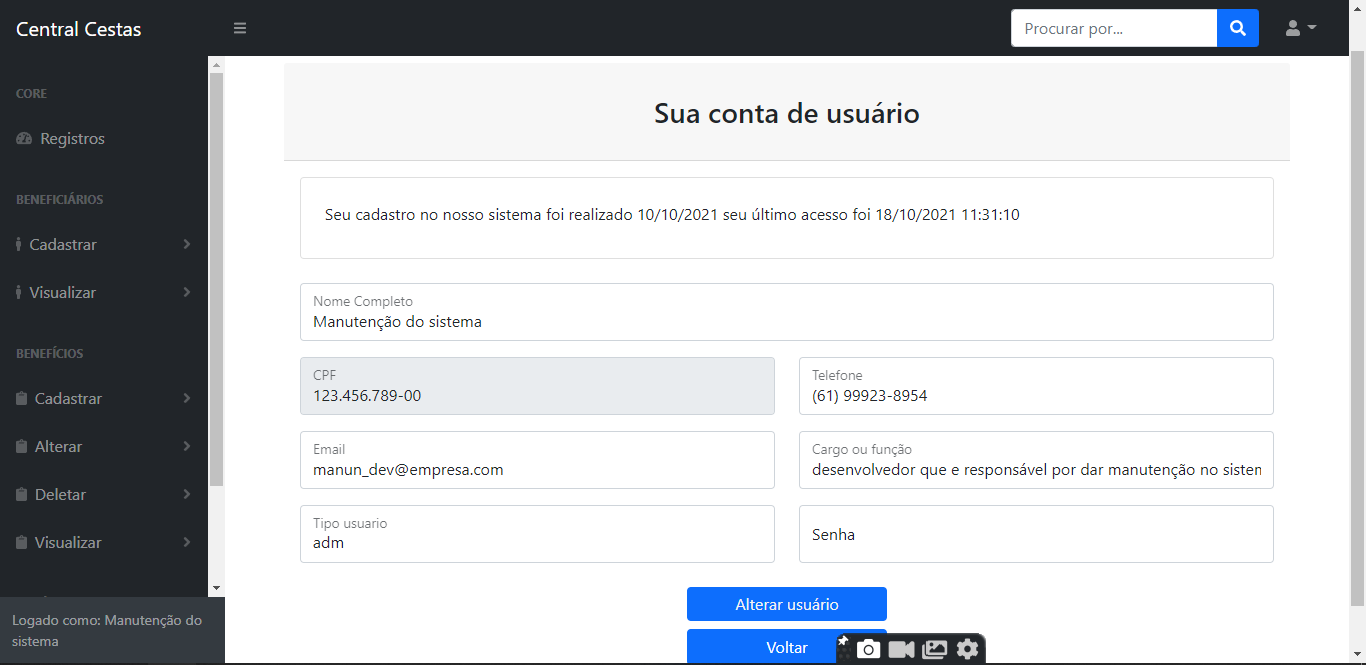 Central Cestas
Procurar por...
CORE
Registros
BENEFICIÁRIOS
Cadastrar
Visualizar
BENEFÍCIOS
Cadastrar
Alterar
Deletar
Visualizar
Logado como: Manutenção do
sistema
Sua conta de usuário
Seu cadastro no nosso sistema foi realizado 10/10/2021 seu último acesso foi 18/10/2021 11:31:10
Nome Completo
Manutenção do sistema
CPF
123.456.789-00
Telefone
(61) 99923-8954
Email
manun_dev@empresa.com
Cargo ou função
desenvolvedor que e responsável por dar manutenção no sisten
Tipo usuario
adm
Senha
Alterar usuário
Voltar